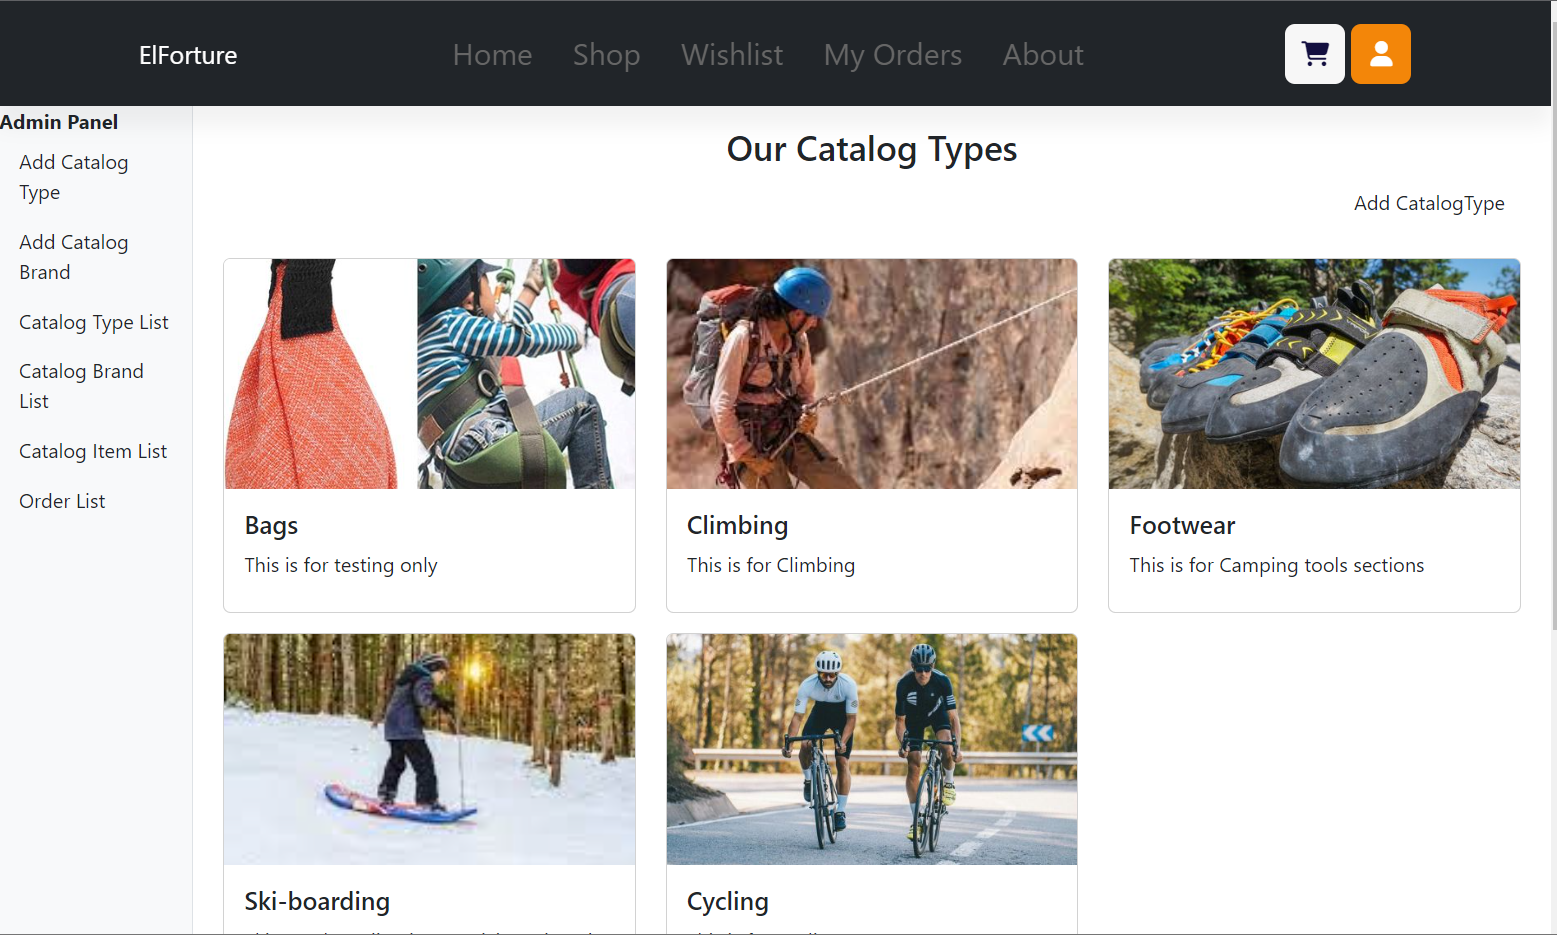 ElForture
Home
Shop
Wishlist
My Orders
About
Admin Panel
Add Catalog
Type
Add Catalog
Brand
Catalog Type List
Catalog Brand
List
Catalog Item List
Order List
Our Catalog Types
Add CatalogType
Bags
This is for testing only
Climbing
This is for Climbing
Footwear
This is for Camping tools sections
Ski-boarding
Cycling